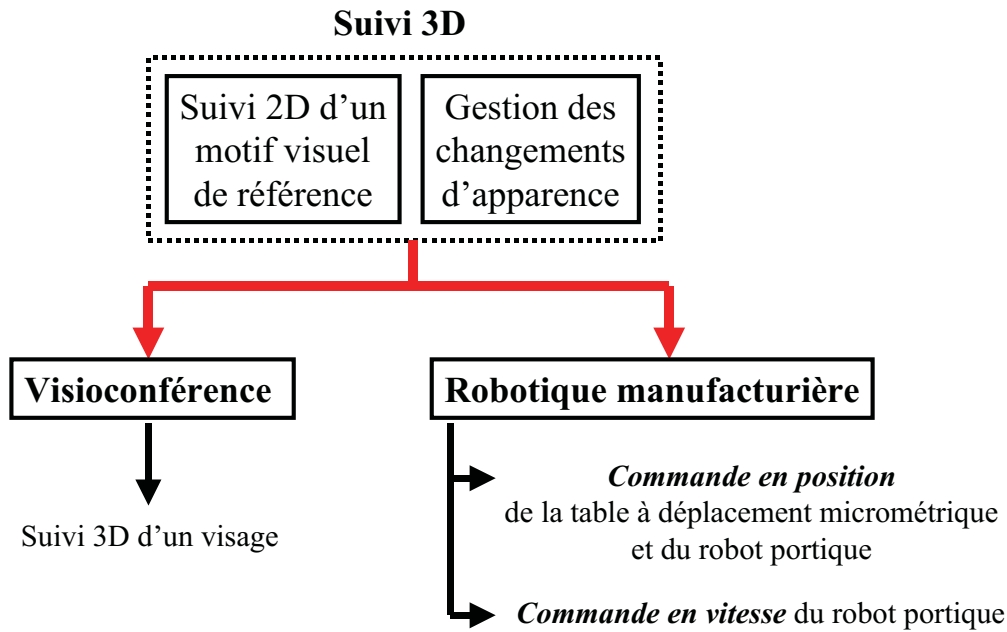 Suivi 3D
Suivi 2D d’un
motif visuel
de référence
Gestion des
changements
d’apparence
Visioconférence
Robotique manufacturière
Suivi 3D d’un visage
Commande en position
de la table à déplacement micrométrique
et du robot portique
Commande en vitesse du robot portique